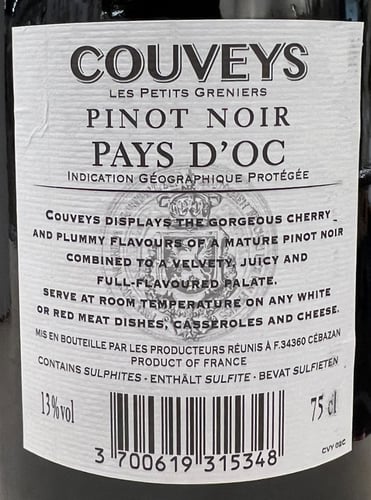 COUVEYS
LES PETITS GRENIERS
PINOT NOIR
PAYS D'OC
INDICATION GÉOGRAPHIQUE PROTÉGÉE
COUVEYS DISPLAYS THE GORGEOUS CHERRY
AND PLUMMY FLAVOURS OF A MATURE PINOT NOIR
COMBINED TO A VELVETY, JUICY AND
FULL-FLAVOURED PALATE.
SERVE AT ROOM TEMPERATURE ON ANY WHITE
OR RED MEAT DISHES, CASSEROLES AND CHEESE.
MIS EN BOUTEILLE PAR LES PRODUCTEURS RÉUNIS À F.34360 CÉBAZAN
PRODUCT OF FRANCE
CONTAINS SULPHITES - ENTHÄLT SULFITE - BEVAT SULFIETEN
13%vol
75 cl
3 700619 315348
CVY 02C